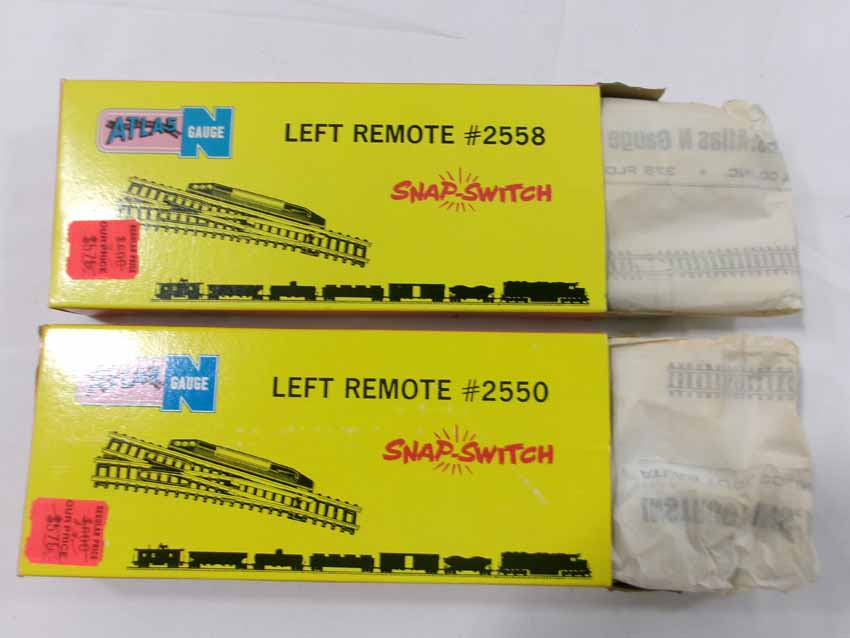 ATLAS
N
GAUGE
LEFT REMOTE #2558
SNAP-SWITCH
REGULAR PRICE
OUR PRICE
Atlas N Gauge
ATLAS
N
GAUGE
LEFT REMOTE #2550
SNAP-SWITCH
REGULAR PRICE
OUR PRICE